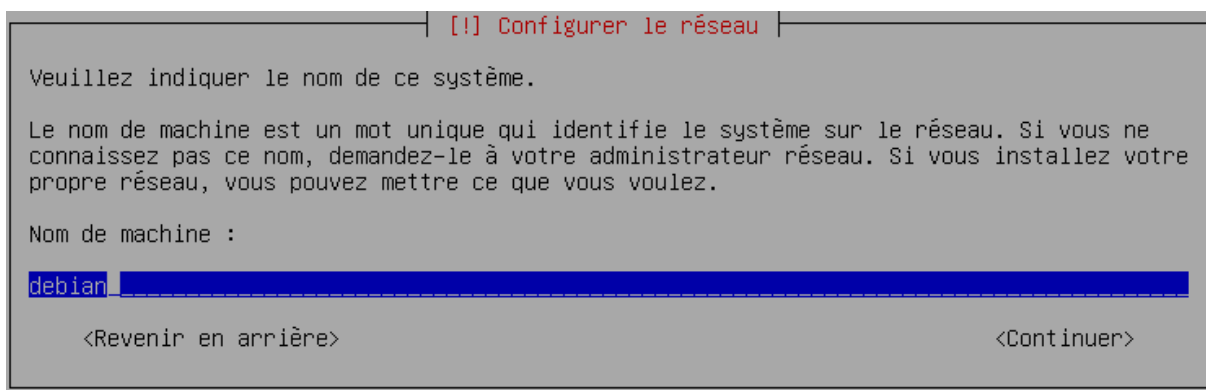 [!] Configurer le réseau
Veuillez indiquer le nom de ce système.
Le nom de machine est un mot unique qui identifie le système sur le réseau. Si vous ne
connaissez pas ce nom, demandez-le à votre administrateur réseau. Si vous installez votre
propre réseau, vous pouvez mettre ce que vous voulez.
Nom de machine :
debian
<Revenir en arrière> <Continuer>